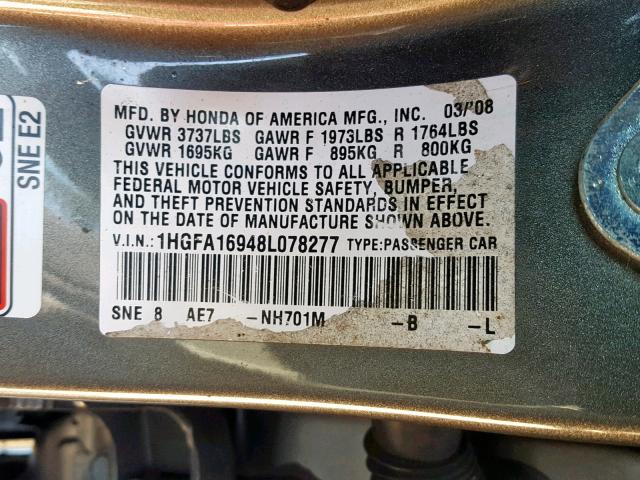 MFD. BY HONDA OF AMERICA MFG., INC. 03/'08
GVWR 3737LBS GAWR F 1973LBS R 1764LBS
GVWR 1695KG GAWR F 895KG R 800KG
THIS VEHICLE CONFORMS TO ALL APPLICABLE
FEDERAL MOTOR VEHICLE SAFETY, BUMPER,
AND THEFT PREVENTION STANDARDS IN EFFECT
ON THE DATE OF MANUFACTURE SHOWN ABOVE.
V.I.N.: 1HGFA16948L078277 TYPE:PASSENGER CAR
SNE 8 AE7 -NH701M -B -L
SNE E2